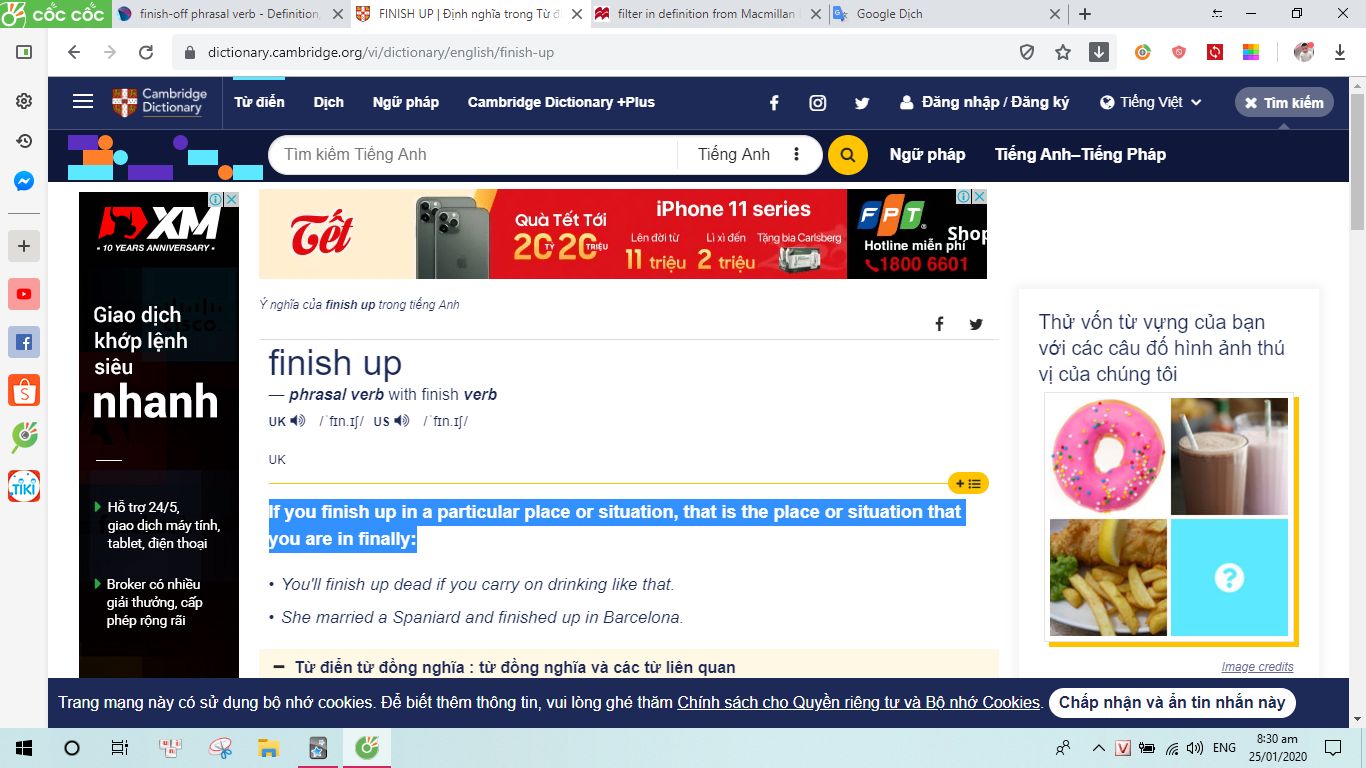 cốc cốc
finish-off phrasal verb - Definition,
FINISH UP | Định nghĩa trong Từ đ
filter in definition from Macmillan
Google Dịch
dictionary.cambridge.org/vi/dictionary/english/finish-up
Cambridge
Dictionary
Từ điển
Dịch
Ngữ pháp
Cambridge Dictionary +Plus
Đăng nhập / Đăng ký
Tiếng Việt
Tìm kiếm
Tìm kiếm Tiếng Anh
Tiếng Anh
Ngữ pháp
Tiếng Anh–Tiếng Pháp
XM
10 YEARS ANNIVERSARY
Giao dịch
khớp lệnh
siêu
nhanh
Hỗ trợ 24/5,
giao dịch máy tính,
tablet, điện thoại
Broker có nhiều
giải thưởng, cấp
phép rộng rãi
Tết
Quà Tết Tới
20 TỶ 20 TRIỆU
iPhone 11 series
Lên đời từ
11 triệu
Lì xì đến
2 triệu
Tặng bia Carlsberg
FPT Shop
Hotline miễn phí
1800 6601
Ý nghĩa của finish up trong tiếng Anh
finish up
— phrasal verb with finish verb
UK /ˈfɪn.ɪʃ/ US /ˈfɪn.ɪʃ/
UK
If you finish up in a particular place or situation, that is the place or situation that
you are in finally:
• You'll finish up dead if you carry on drinking like that.
• She married a Spaniard and finished up in Barcelona.
Từ điển từ đồng nghĩa : từ đồng nghĩa và các từ liên quan
Thử vốn từ vựng của bạn
với các câu đố hình ảnh thú
vị của chúng tôi
?
Image credits
Trang mạng này có sử dụng bộ nhớ cookies. Để biết thêm thông tin, vui lòng ghé thăm Chính sách cho Quyền riêng tư và Bộ nhớ Cookies.
Chấp nhận và ẩn tin nhắn này
TIKI
ENG
8:30 am
25/01/2020